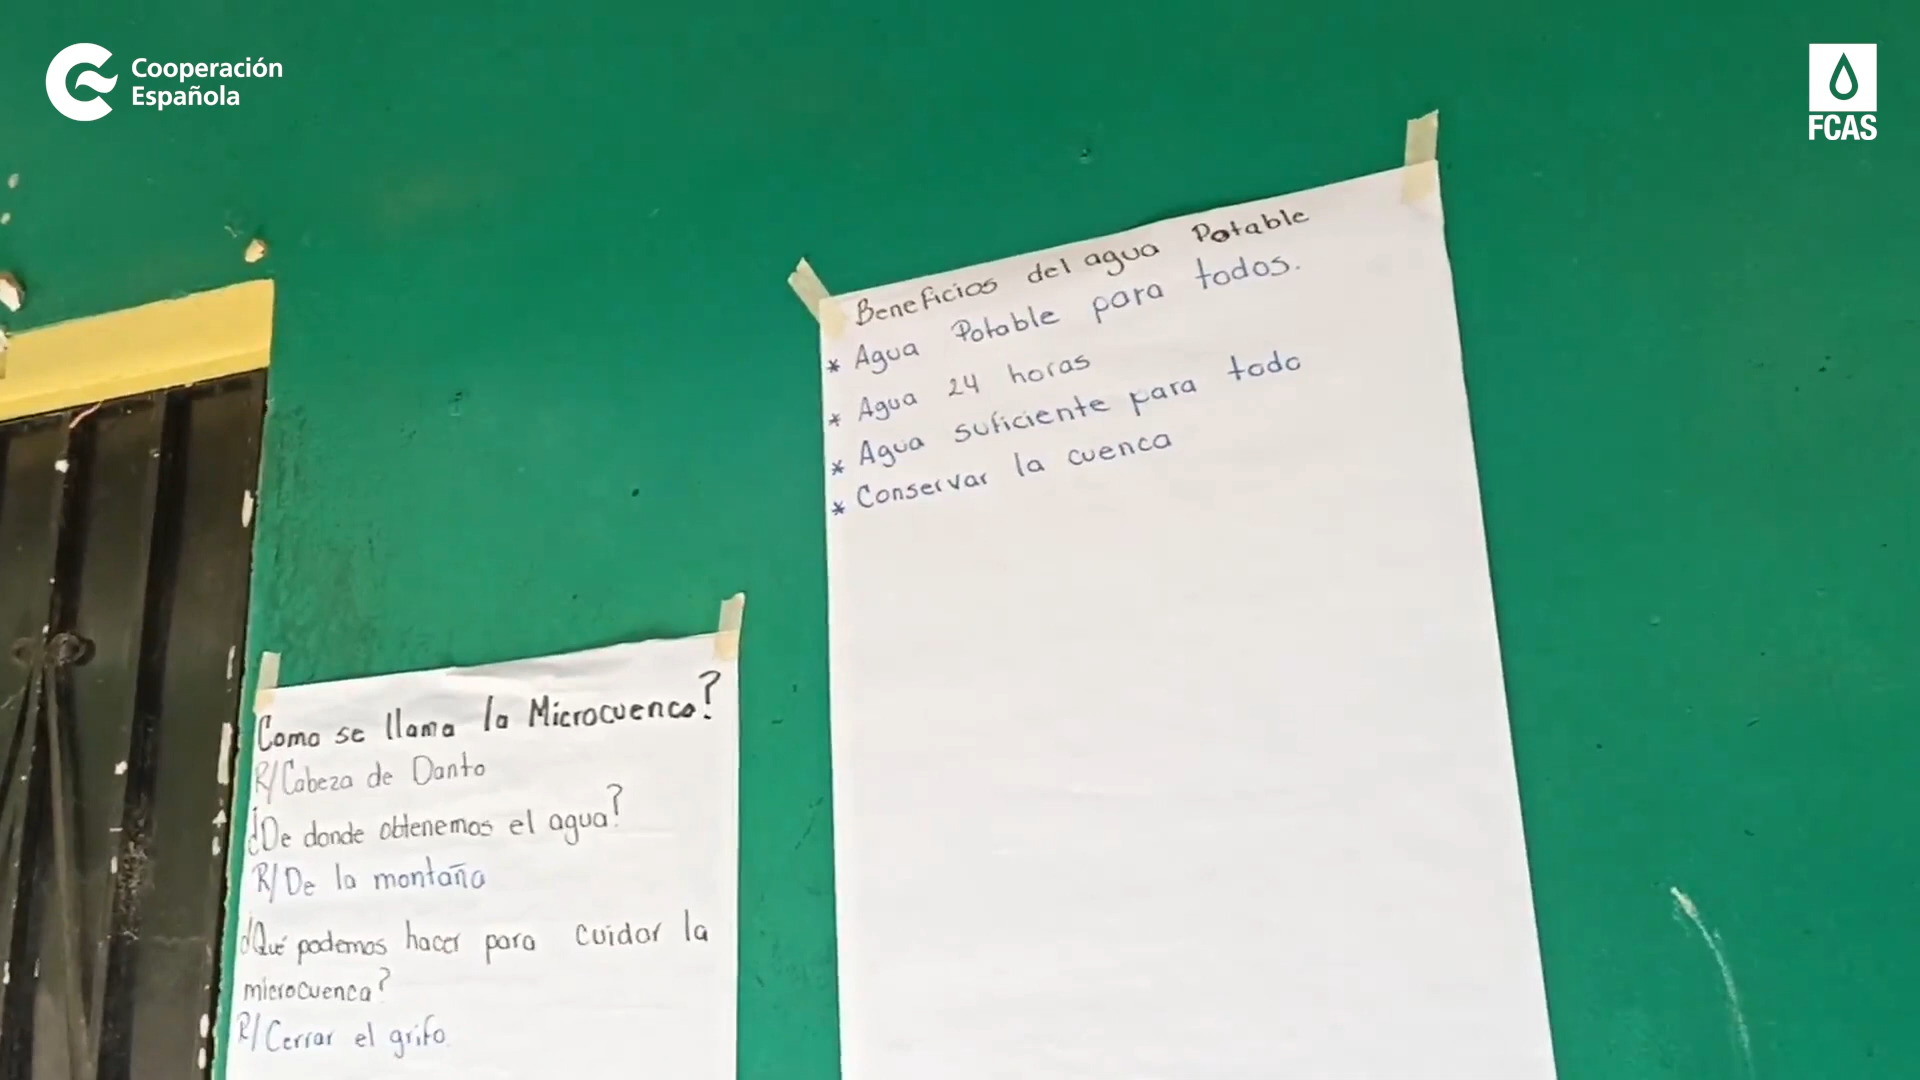 Cooperación
Española
FCAS
Beneficios del agua Potable
* Agua Potable para todos.
* Agua 24 horas
* Agua suficiente para todo
* Conservar la cuenca
Como se llama la Microcuenca?
R/Cabeza de Danto
¿De donde obtenemos el agua?
R/De la montaña
¿Qué podemos hacer para cuidar la
microcuenca?
R/Cerrar el grifo